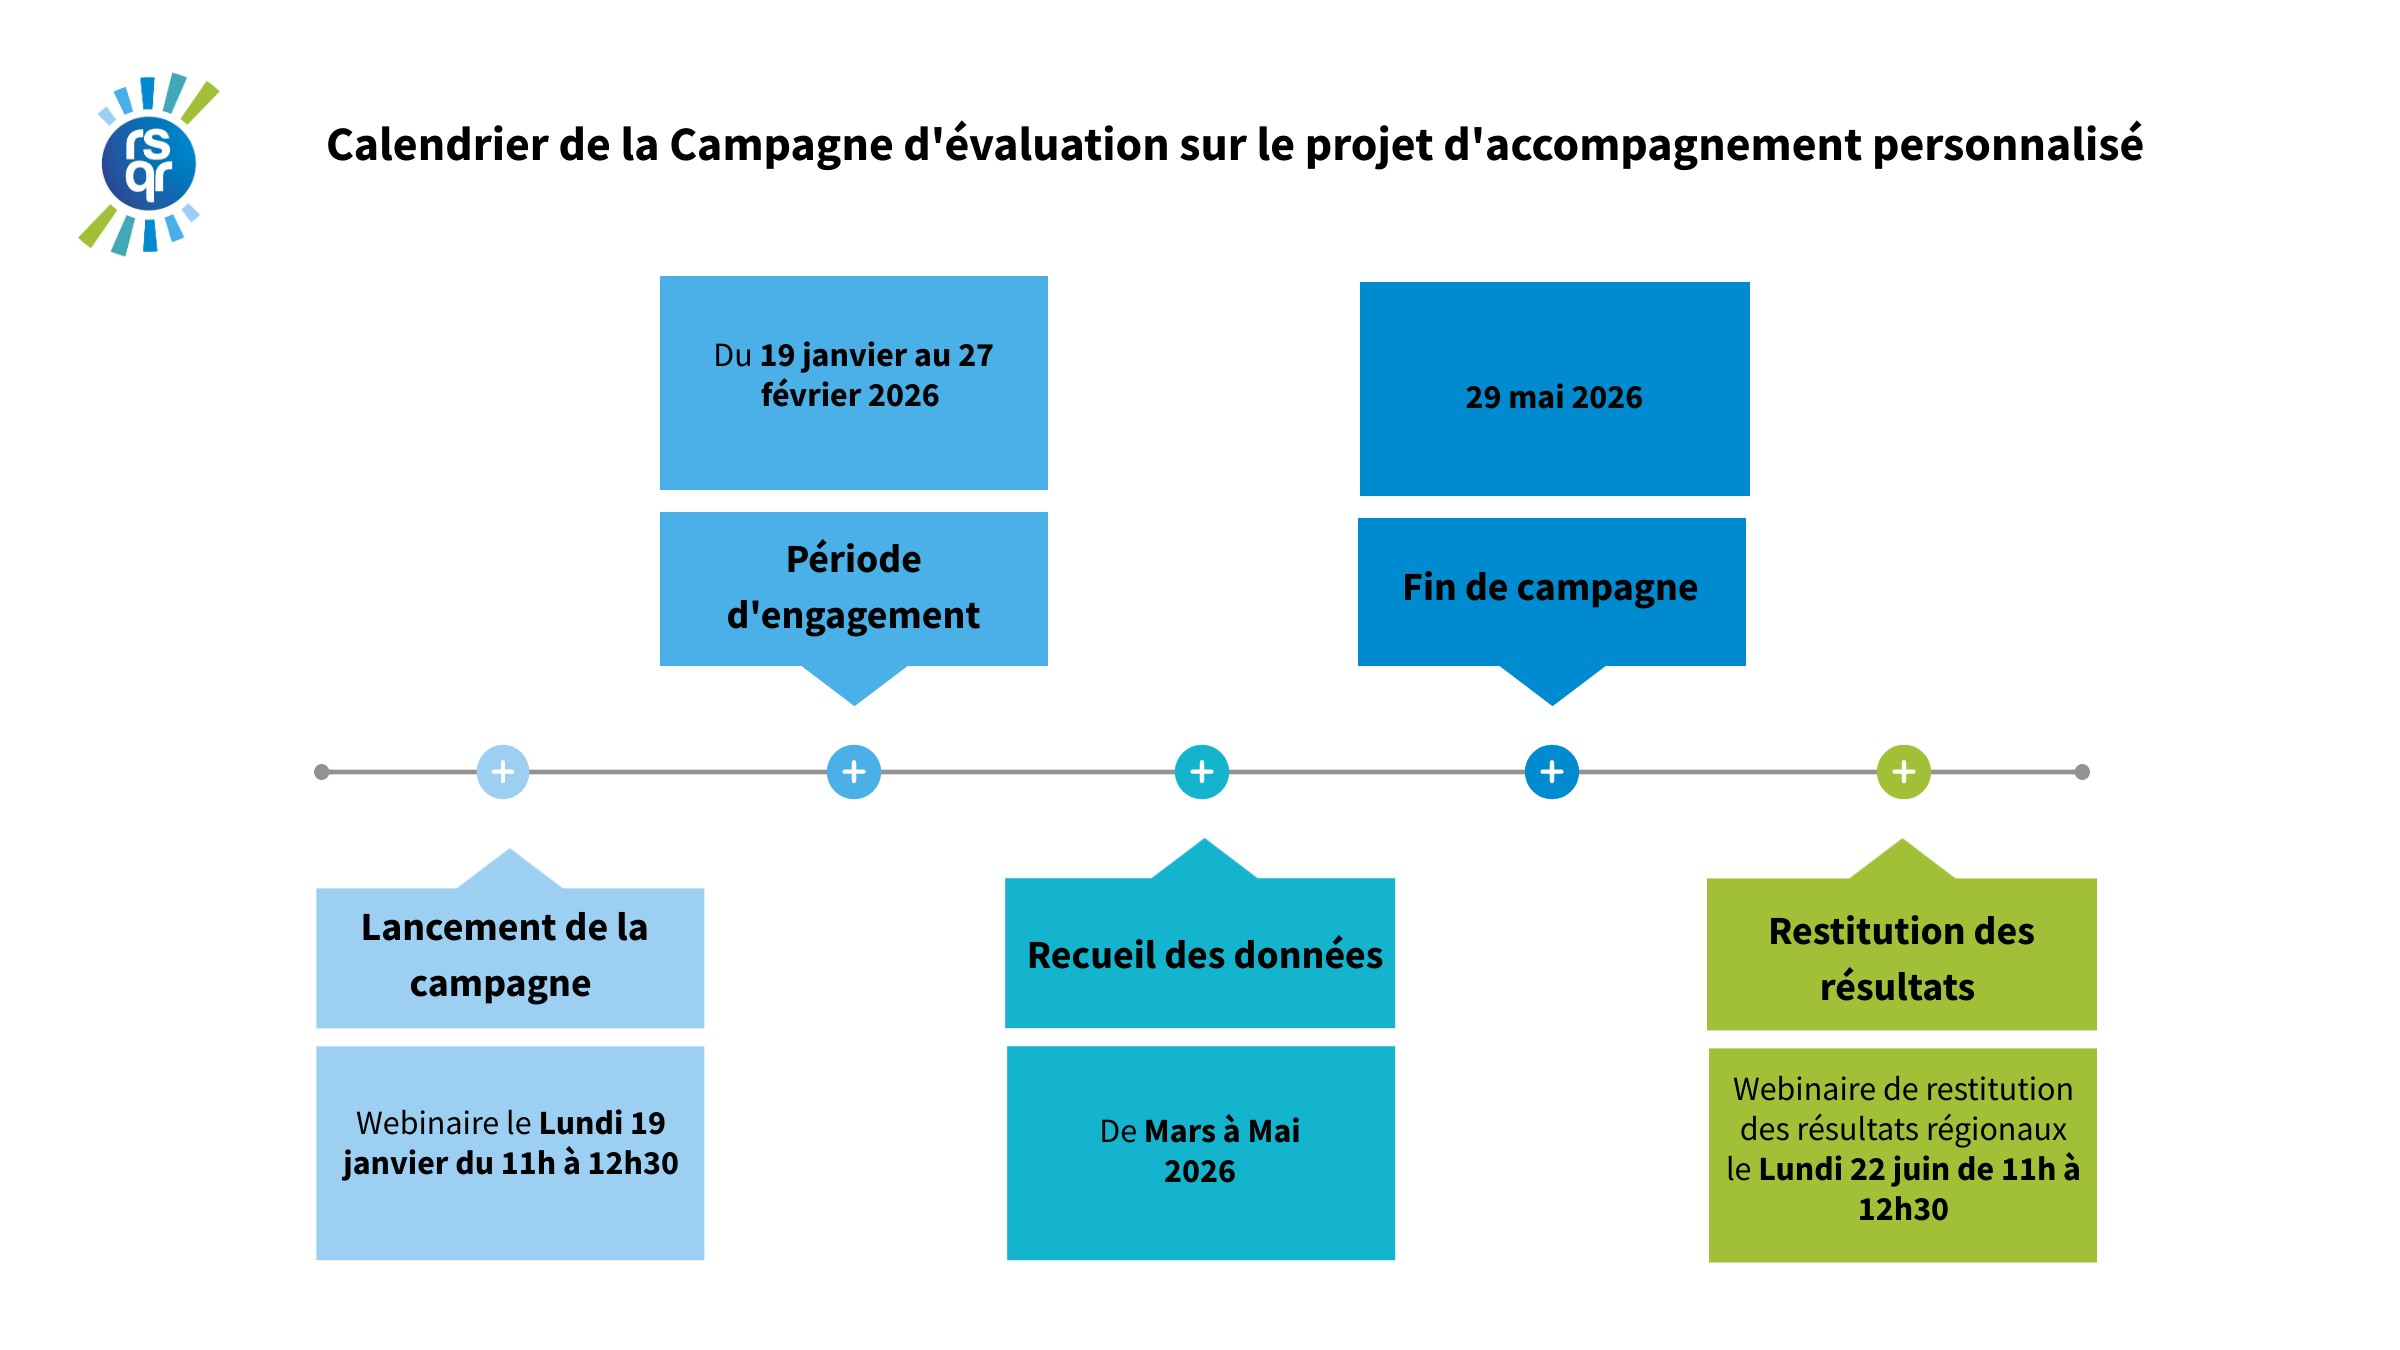 rs
qr
Calendrier de la Campagne d'évaluation sur le projet d'accompagnement personnalisé
Du 19 janvier au 27
février 2026
Période
d'engagement
29 mai 2026
Fin de campagne
Lancement de la
campagne
Webinaire le Lundi 19
janvier du 11h à 12h30
Recueil des données
De Mars à Mai
2026
Restitution des
résultats
Webinaire de restitution
des résultats régionaux
le Lundi 22 juin de 11h à
12h30